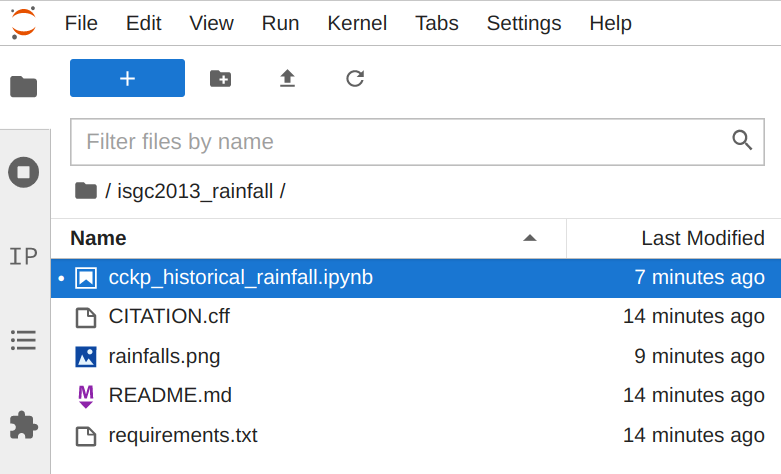 File Edit View Run Kernel Tabs Settings Help
+
Filter files by name
/ isgc2013_rainfall /
Name Last Modified
IP
cckp_historical_rainfall.ipynb 7 minutes ago
CITATION.cff 14 minutes ago
rainfalls.png 9 minutes ago
M README.md 14 minutes ago
requirements.txt 14 minutes ago